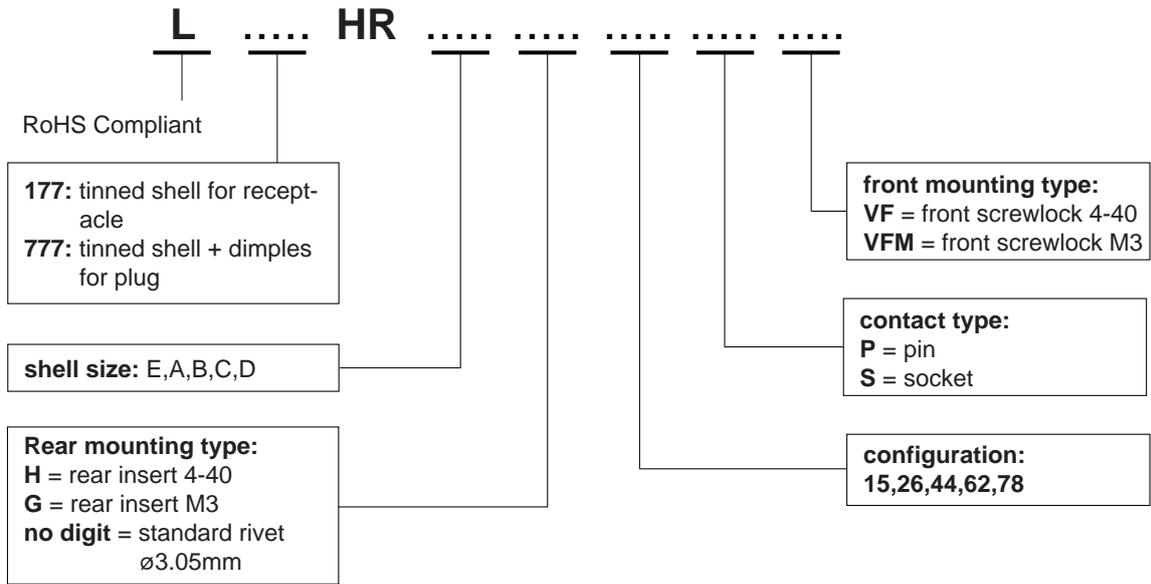 L ..... HR ..... ..... ..... ..... .....
RoHS Compliant
177: tinned shell for recept-
acle
777: tinned shell + dimples
for plug
shell size: E,A,B,C,D
Rear mounting type:
H = rear insert 4-40
G = rear insert M3
no digit = standard rivet
ø3.05mm
front mounting type:
VF = front screwlock 4-40
VFM = front screwlock M3
contact type:
P = pin
S = socket
configuration:
15,26,44,62,78